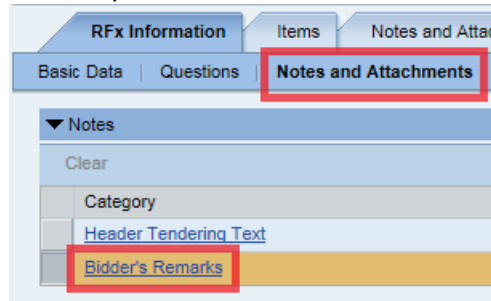 RFx Information Items Notes and Atta
Basic Data | Questions | Notes and Attachments
Notes
Clear
Category
Header Tendering Text
Bidder's Remarks